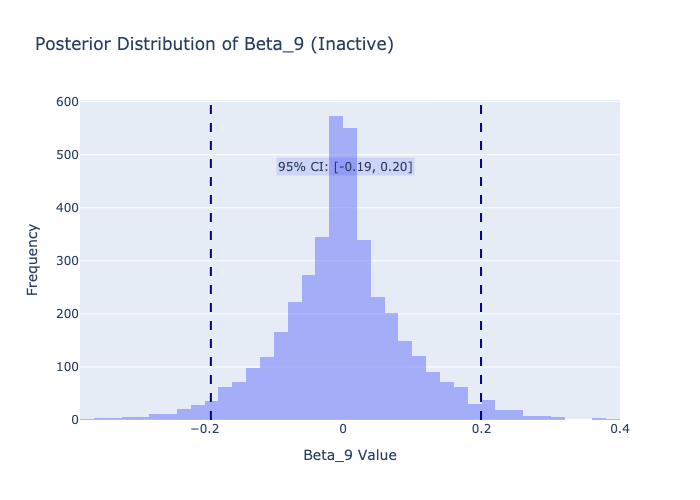 Posterior Distribution of Beta_9 (Inactive)
600
500
400
300
200
100
0
Frequency
95% CI: [-0.19, 0.20]
−0.2
0
0.2
0.4
Beta_9 Value